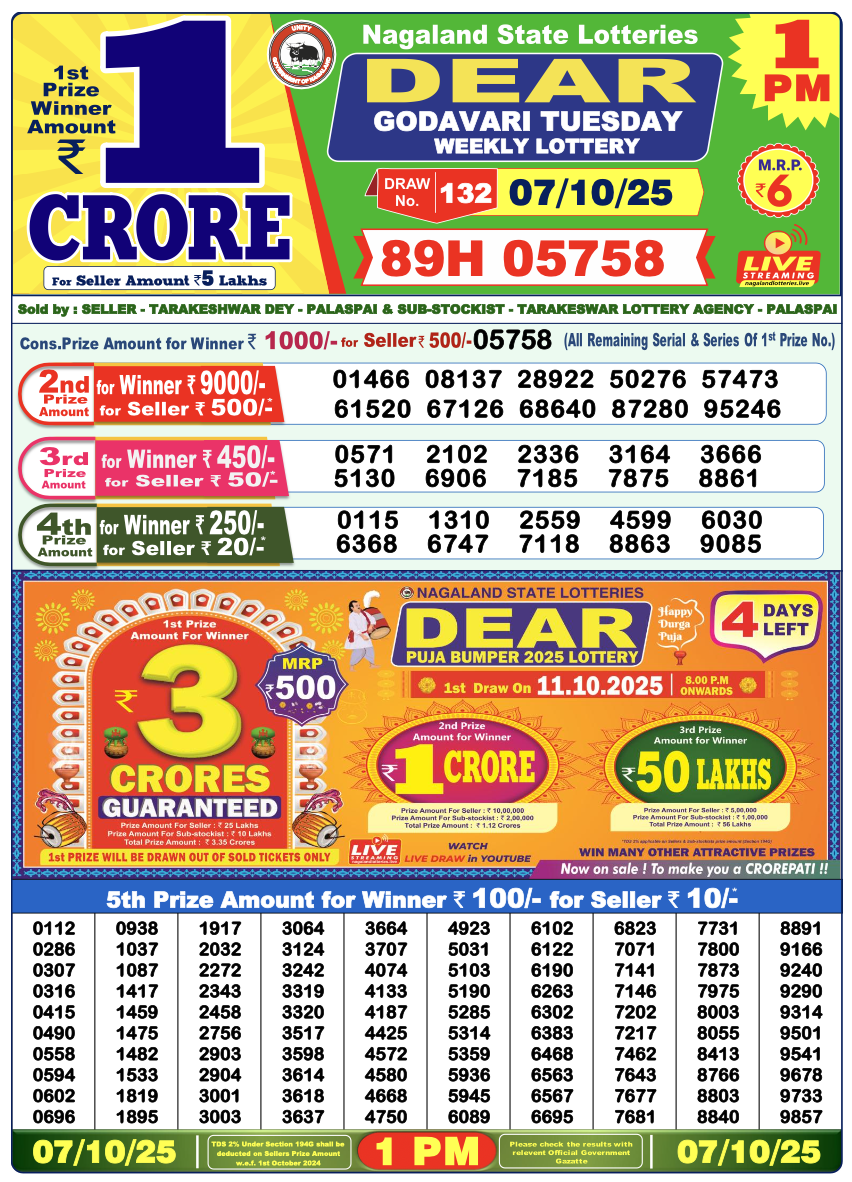 1st
Prize
Winner
Amount
₹
1
CRORE
For Seller Amount ₹5 Lakhs
UNITY
GOVERNMENT OF NAGALAND
Nagaland State Lotteries
DEAR
GODAVARI TUESDAY
WEEKLY LOTTERY
1
PM
DRAW
No. 132 07/10/25
M.R.P.
₹6
89H 05758
LIVE
STREAMING
nagalandlotteries.live
Sold by : SELLER - TARAKESHWAR DEY - PALASPAI & SUB-STOCKIST - TARAKESWAR LOTTERY AGENCY - PALASPAI
Cons.Prize Amount for Winner ₹ 1000/- for Seller ₹ 500/- 05758 (All Remaining Serial & Series Of 1st Prize No.)
2nd
Prize
Amount
for Winner ₹ 9000/-
for Seller ₹ 500/-*
01466 08137 28922 50276 57473
61520 67126 68640 87280 95246
3rd
Prize
Amount
for Winner ₹ 450/-
for Seller ₹ 50/-*
0571 2102 2336 3164 3666
5130 6906 7185 7875 8861
4th
Prize
Amount
for Winner ₹ 250/-
for Seller ₹ 20/-*
0115 1310 2559 4599 6030
6368 6747 7118 8863 9085
1st Prize
Amount For Winner
₹ 3
CRORES
GUARANTEED
Prize Amount For Seller : ₹ 25 Lakhs
Prize Amount For Sub-stockist : ₹ 10 Lakhs
Total Prize Amount : ₹ 3.35 Crores
1st PRIZE WILL BE DRAWN OUT OF SOLD TICKETS ONLY
MRP
₹500
NAGALAND STATE LOTTERIES
DEAR
PUJA BUMPER 2025 LOTTERY
Happy
Durga
Puja
4 DAYS
LEFT
1st Draw On 11.10.2025 8.00 P.M
ONWARDS
2nd Prize
Amount for Winner
₹1 CRORE
Prize Amount For Seller : ₹ 10,00,000
Prize Amount For Sub-stockist : ₹ 2,00,000
Total Prize Amount : ₹ 1.12 Crores
3rd Prize
Amount for Winner
₹50 LAKHS
Prize Amount For Seller : ₹ 5,00,000
Prize Amount For Sub-stockist : ₹ 1,00,000
Total Prize Amount : ₹ 56 Lakhs
LIVE
STREAMING
nagalandlotteries.live
WATCH
LIVE DRAW in YOUTUBE
WIN MANY OTHER ATTRACTIVE PRIZES
Now on sale ! To make you a CROREPATI !!
5th Prize Amount for Winner ₹ 100/- for Seller ₹ 10/-*
0112 0938 1917 3064 3664 4923 6102 6823 7731 8891
0286 1037 2032 3124 3707 5031 6122 7071 7800 9166
0307 1087 2272 3242 4074 5103 6190 7141 7873 9240
0316 1417 2343 3319 4133 5190 6263 7146 7975 9290
0415 1459 2458 3320 4187 5285 6302 7202 8003 9314
0490 1475 2756 3517 4425 5314 6383 7217 8055 9501
0558 1482 2903 3598 4572 5359 6468 7462 8413 9541
0594 1533 2904 3614 4580 5936 6563 7643 8766 9678
0602 1819 3001 3618 4668 5945 6567 7677 8803 9733
0696 1895 3003 3637 4750 6089 6695 7681 8840 9857
07/10/25
TDS 2% Under Section 194G shall be
deducted on Sellers Prize Amount
w.e.f. 1st October 2024
1 PM
Please check the results with
relevent Official Government
Gazatte
07/10/25